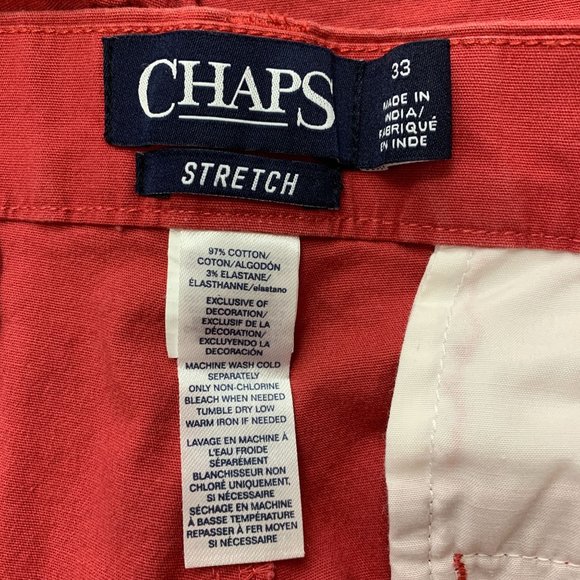 CHAPS
STRETCH
33
MADE IN
INDIA/
FABRIQUÉ
EN INDE
97% COTTON/
COTON/ALGODÓN
3% ELASTANE/
ÉLASTHANNE/elastano
EXCLUSIVE OF
DECORATION/
EXCLUSIF DE LA
DÉCORATION/
EXCLUYENDO LA
DECORACIÓN
MACHINE WASH COLD
SEPARATELY
ONLY NON-CHLORINE
BLEACH WHEN NEEDED
TUMBLE DRY LOW
WARM IRON IF NEEDED
LAVAGE EN MACHINE À
L'EAU FROIDE
SÉPARÉMENT
BLANCHISSEUR NON
CHLORÉ UNIQUEMENT,
SI NÉCESSAIRE
SÉCHAGE EN MACHINE
À BASSE TEMPÉRATURE
REPASSER À FER MOYEN
SI NÉCESSAIRE